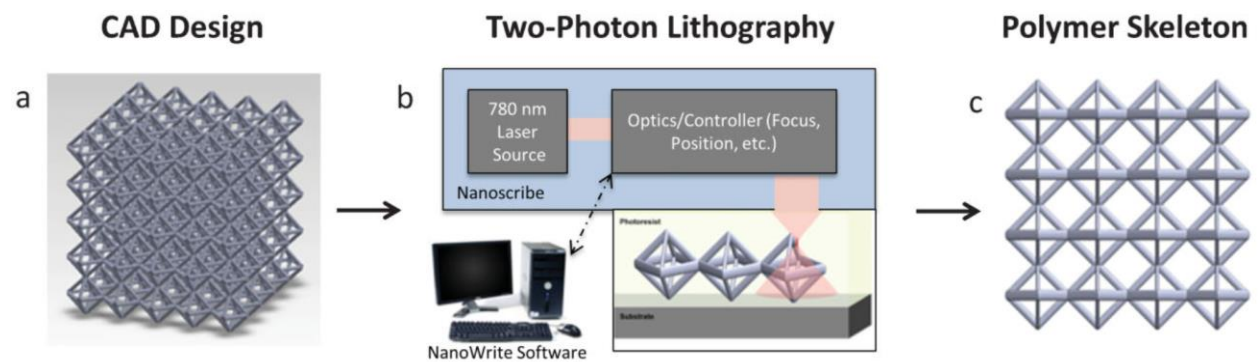 CAD Design
Two-Photon Lithography
Polymer Skeleton
a
b
c
780 nm
Laser
Source
Optics/Controller (Focus,
Position, etc.)
Nanoscribe
Photoresist
Substrate
NanoWrite Software